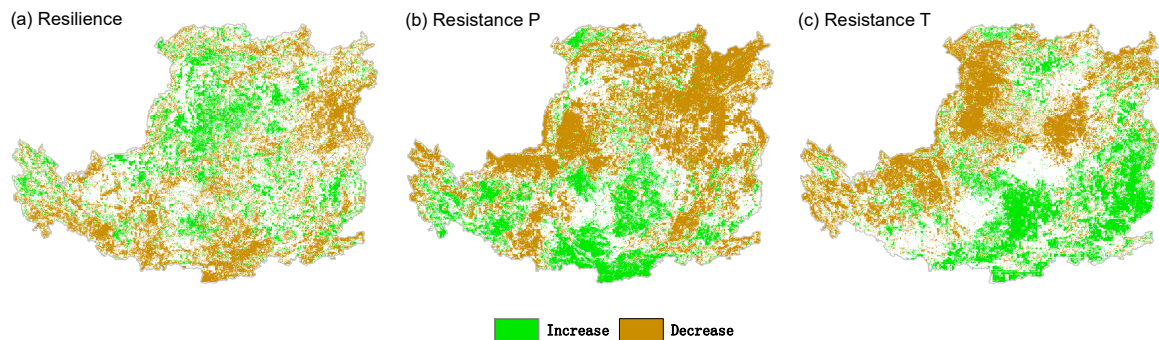 (a) Resilience
(b) Resistance P
(c) Resistance T
Increase
Decrease